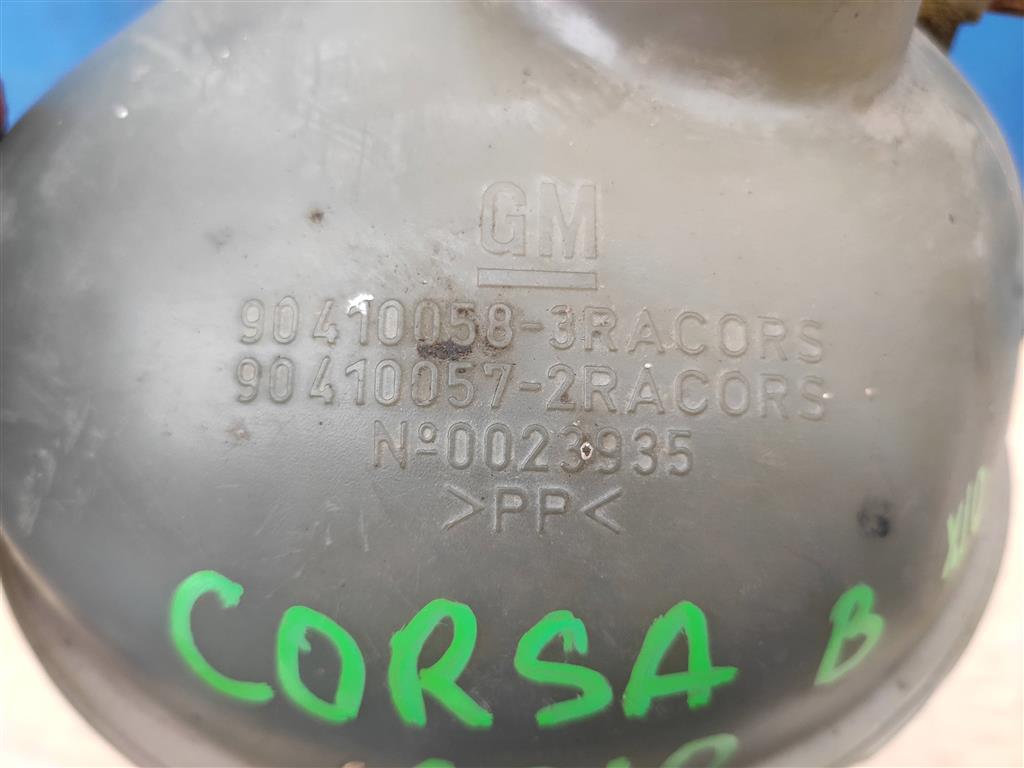 GM
90410058-3RACORS
90410057-2RACORS
Nº0023935
>PP<
CORSA B